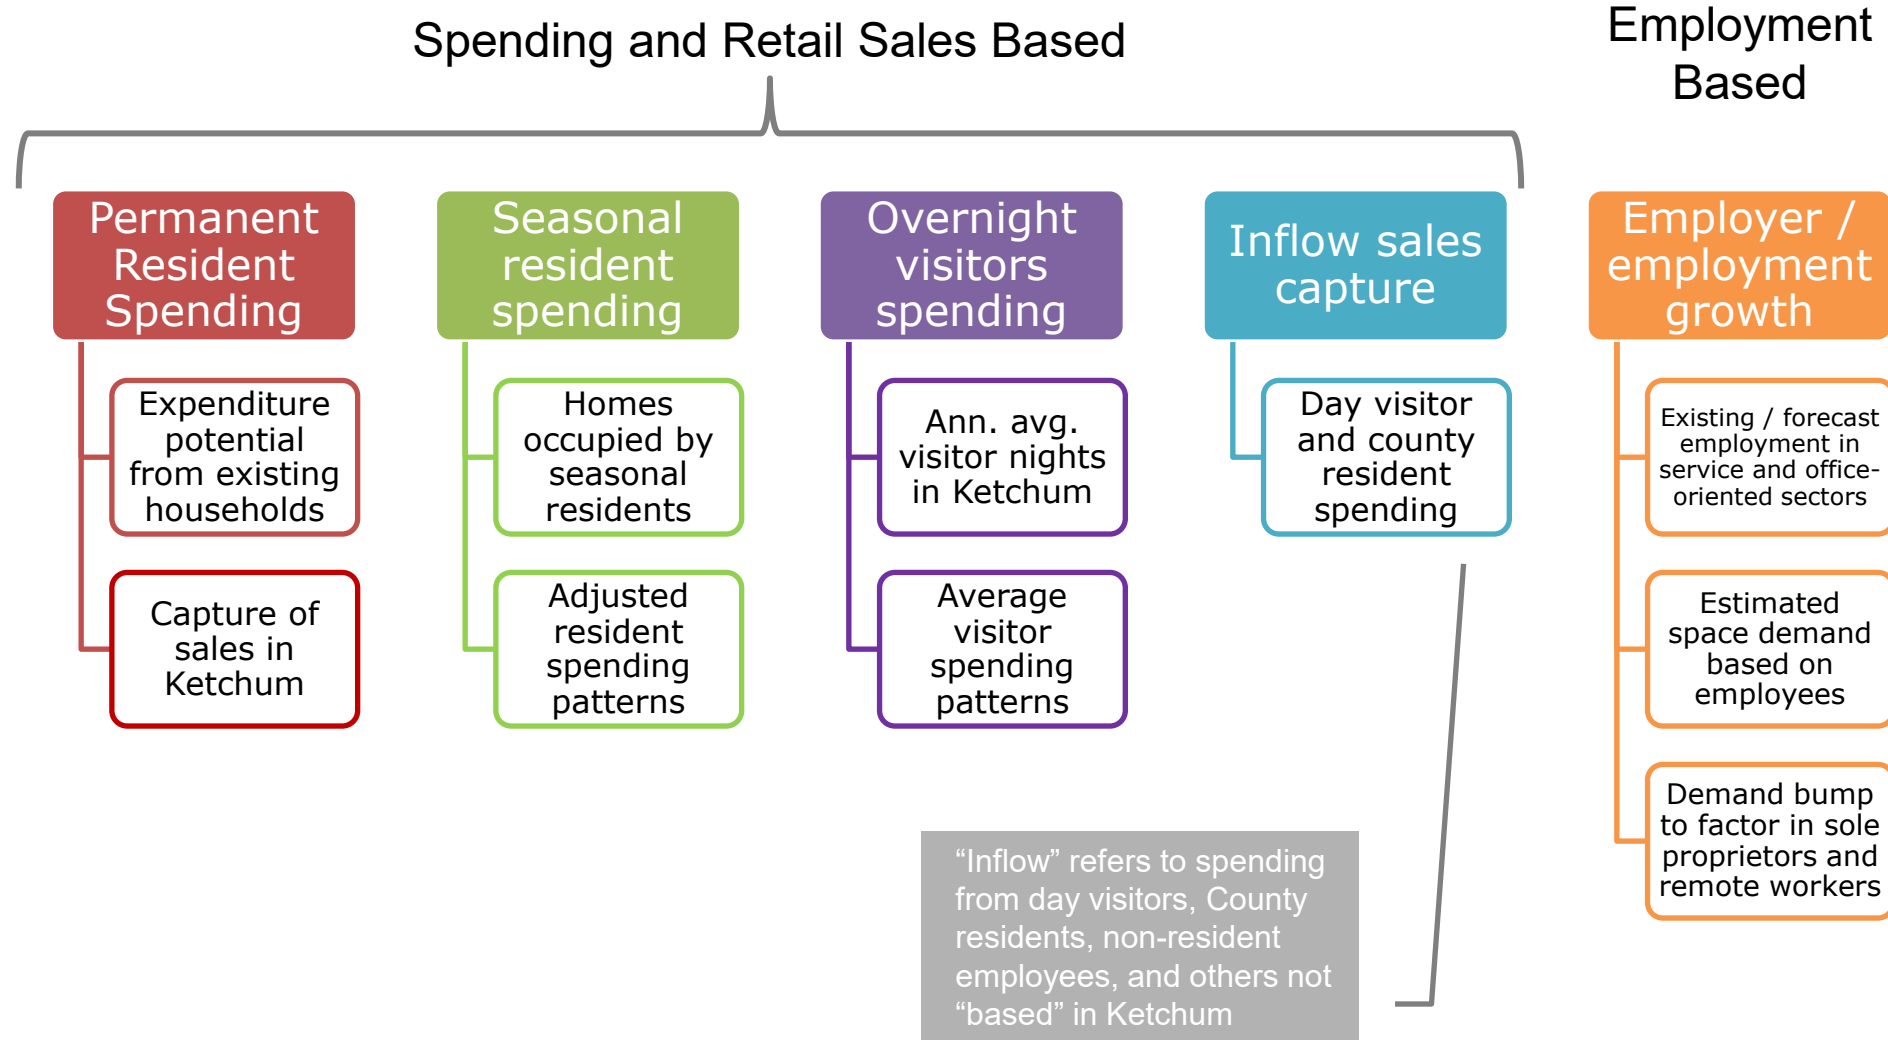 Spending and Retail Sales Based
Employment
Based
Permanent
Resident
Spending
Expenditure
potential
from existing
households
Capture of
sales in
Ketchum
Seasonal
resident
spending
Homes
occupied by
seasonal
residents
Adjusted
resident
spending
patterns
Overnight
visitors
spending
Ann. avg.
visitor nights
in Ketchum
Average
visitor
spending
patterns
Inflow sales
capture
Day visitor
and county
resident
spending
“Inflow” refers to spending
from day visitors, County
residents, non-resident
employees, and others not
“based” in Ketchum
Employer /
employment
growth
Existing / forecast
employment in
service and office-
oriented sectors
Estimated
space demand
based on
employees
Demand bump
to factor in sole
proprietors and
remote workers